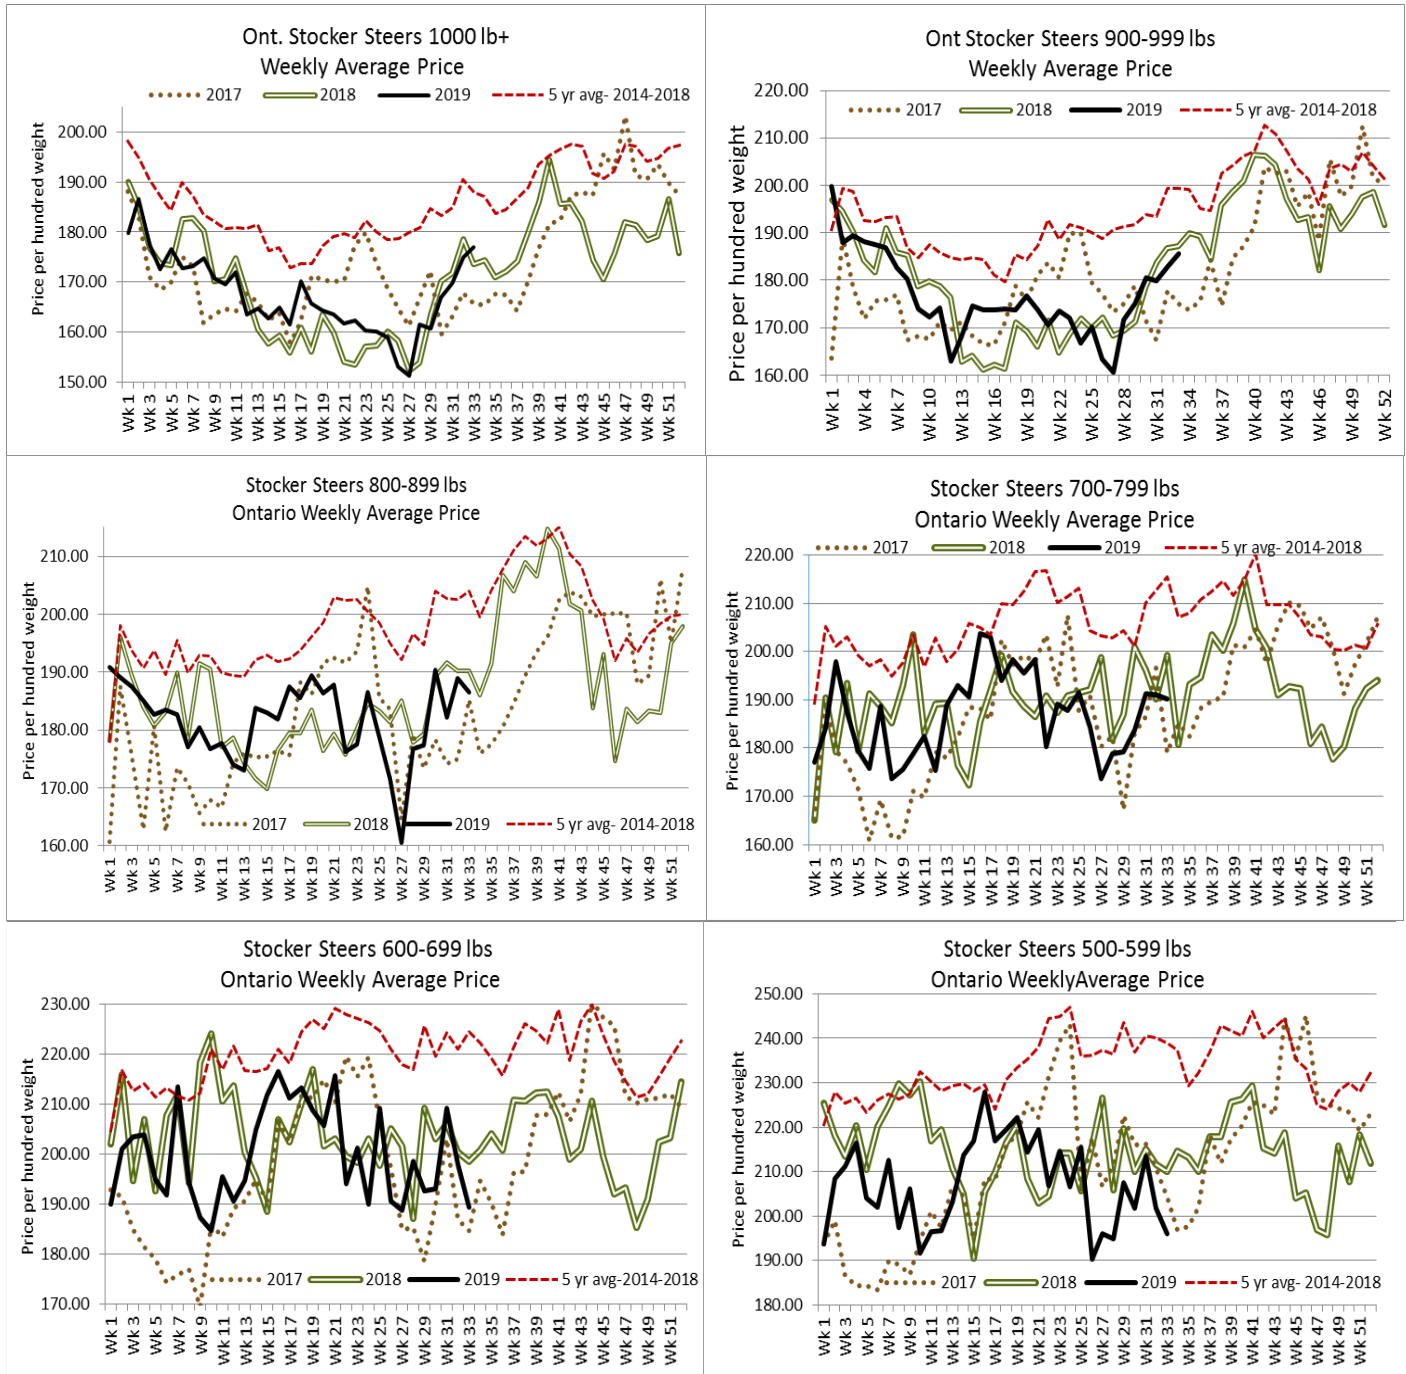 Ont. Stocker Steers 1000 lb+
Weekly Average Price
2017 2018 2019 5 yr avg- 2014-2018
Price per hundred weight
200.00
190.00
180.00
170.00
160.00
150.00
Wk 1 Wk 3 Wk 5 Wk 7 Wk 9 Wk 11 Wk 13 Wk 15 Wk 17 Wk 19 Wk 21 Wk 23 Wk 25 Wk 27 Wk 29 Wk 31 Wk 33 Wk 35 Wk 37 Wk 39 Wk 41 Wk 43 Wk 45 Wk 47 Wk 49 Wk 51
Ont Stocker Steers 900-999 lbs
Weekly Average Price
2017 2018 2019 5 yr avg- 2014-2018
Price per hundred weight
220.00
210.00
200.00
190.00
180.00
170.00
160.00
Wk 1 Wk 4 Wk 7 Wk 10 Wk 13 Wk 16 Wk 19 Wk 22 Wk 25 Wk 28 Wk 31 Wk 34 Wk 37 Wk 40 Wk 43 Wk 46 Wk 49 Wk 52
Stocker Steers 800-899 lbs
Ontario Weekly Average Price
Price per hundred weight
210.00
200.00
190.00
180.00
170.00
160.00
2017 2018 2019 5 yr avg- 2014-2018
Wk 1 Wk 3 Wk 5 Wk 7 Wk 9 Wk 11 Wk 13 Wk 15 Wk 17 Wk 19 Wk 21 Wk 23 Wk 25 Wk 27 Wk 29 Wk 31 Wk 33 Wk 35 Wk 37 Wk 39 Wk 41 Wk 43 Wk 45 Wk 47 Wk 49 Wk 51
Stocker Steers 700-799 lbs
Ontario Weekly Average Price
2017 2018 2019 5 yr avg- 2014-2018
Price per hundred weight
220.00
210.00
200.00
190.00
180.00
170.00
160.00
Wk 1 Wk 3 Wk 5 Wk 7 Wk 9 Wk 11 Wk 13 Wk 15 Wk 17 Wk 19 Wk 21 Wk 23 Wk 25 Wk 27 Wk 29 Wk 31 Wk 33 Wk 35 Wk 37 Wk 39 Wk 41 Wk 43 Wk 45 Wk 47 Wk 49 Wk 51
Stocker Steers 600-699 lbs
Ontario Weekly Average Price
Price per hundred weight
230.00
220.00
210.00
200.00
190.00
180.00
170.00
2017 2018 2019 5 yr avg-2014-2018
Wk 1 Wk 3 Wk 5 Wk 7 Wk 9 Wk 11 Wk 13 Wk 15 Wk 17 Wk 19 Wk 21 Wk 23 Wk 25 Wk 27 Wk 29 Wk 31 Wk 33 Wk 35 Wk 37 Wk 39 Wk 41 Wk 43 Wk 45 Wk 47 Wk 49 Wk 51
Stocker Steers 500-599 lbs
Ontario WeeklyAverage Price
Price per hundred weight
250.00
240.00
230.00
220.00
210.00
200.00
190.00
180.00
2017 2018 2019 5 yr avg- 2014-2018
Wk 1 Wk 3 Wk 5 Wk 7 Wk 9 Wk 11 Wk 13 Wk 15 Wk 17 Wk 19 Wk 21 Wk 23 Wk 25 Wk 27 Wk 29 Wk 31 Wk 33 Wk 35 Wk 37 Wk 39 Wk 41 Wk 43 Wk 45 Wk 47 Wk 49 Wk 51